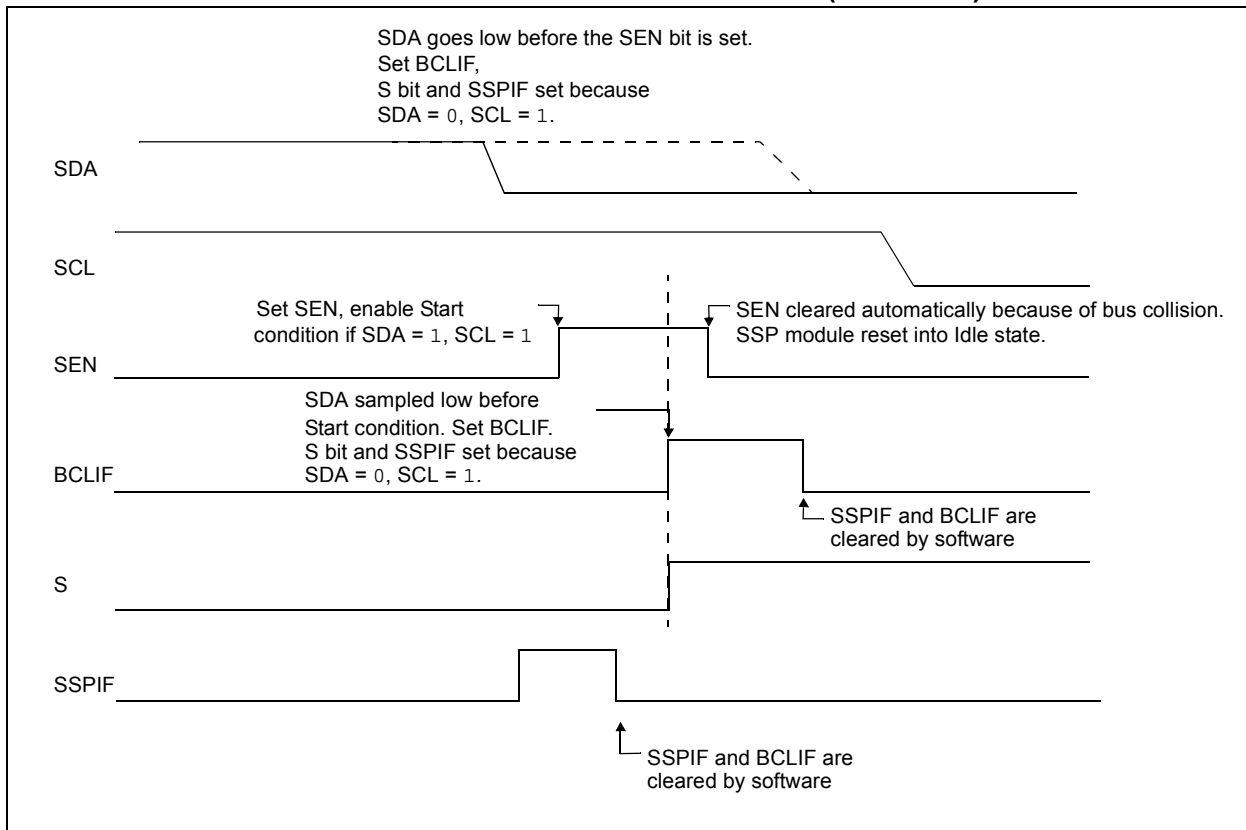 SDA goes low before the SEN bit is set.
Set BCLIF,
S bit and SSPIF set because
SDA = 0, SCL = 1.
SDA
SCL
Set SEN, enable Start
condition if SDA = 1, SCL = 1
SEN cleared automatically because of bus collision.
SSP module reset into Idle state.
SEN
SDA sampled low before
Start condition. Set BCLIF.
S bit and SSPIF set because
SDA = 0, SCL = 1.
BCLIF
SSPIF and BCLIF are
cleared by software
S
SSPIF
SSPIF and BCLIF are
cleared by software